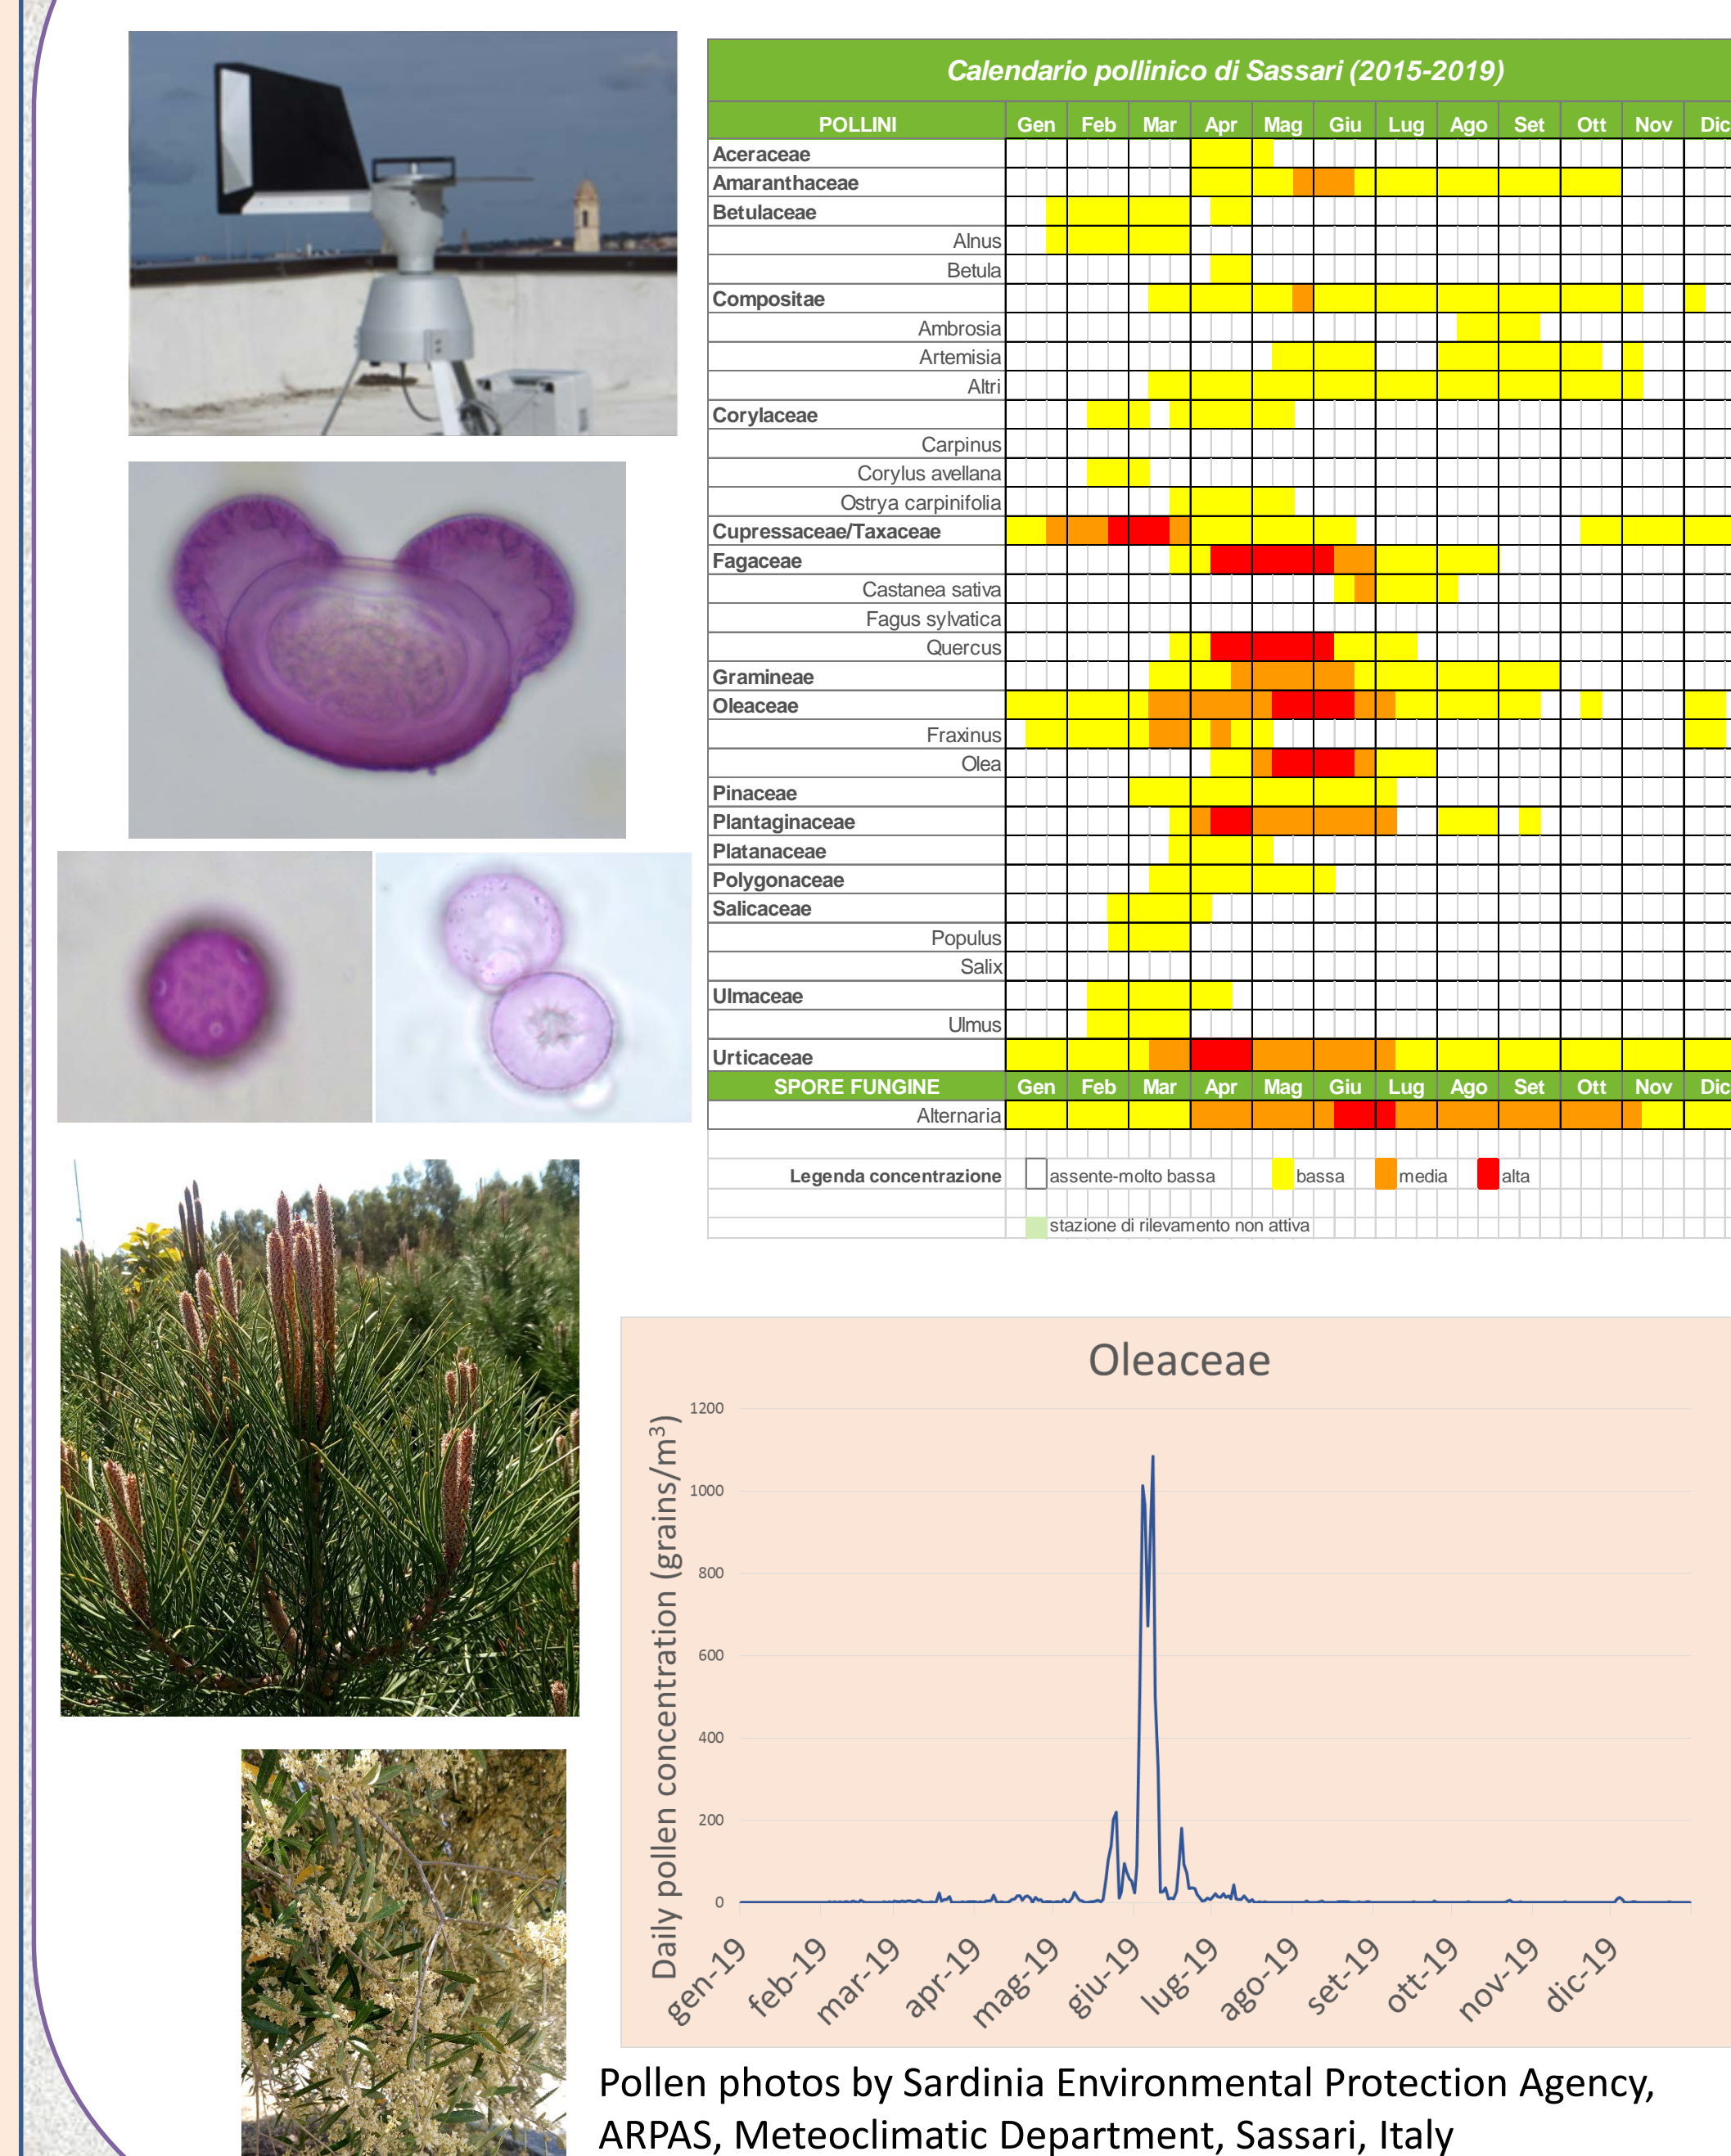 Calendario pollinico di Sassari (2015-2019)
POLLINI Gen Feb Mar Apr Mag Giu Lug Ago Set Ott Nov Dic
Aceraceae
Amaranthaceae
Betulaceae
Alnus
Betula
Compositae
Ambrosia
Artemisia
Altri
Corylaceae
Carpinus
Corylus avellana
Ostrya carpinifolia
Cupressaceae/Taxaceae
Fagaceae
Castanea sativa
Fagus sylvatica
Quercus
Gramineae
Oleaceae
Fraxinus
Olea
Pinaceae
Plantaginaceae
Platanaceae
Polygonaceae
Salicaceae
Populus
Salix
Ulmaceae
Ulmus
Urticaceae
SPORE FUNGINE Gen Feb Mar Apr Mag Giu Lug Ago Set Ott Nov Dic
Alternaria
Legenda concentrazione assente-molto bassa bassa media alta
stazione di rilevamento non attiva
Oleaceae
Daily pollen concentration (grains/m³)
1200
1000
800
600
400
200
0
gen-19 feb-19 mar-19 apr-19 mag-19 giu-19 lug-19 ago-19 set-19 ott-19 nov-19 dic-19
Pollen photos by Sardinia Environmental Protection Agency,
ARPAS, Meteoclimatic Department, Sassari, Italy